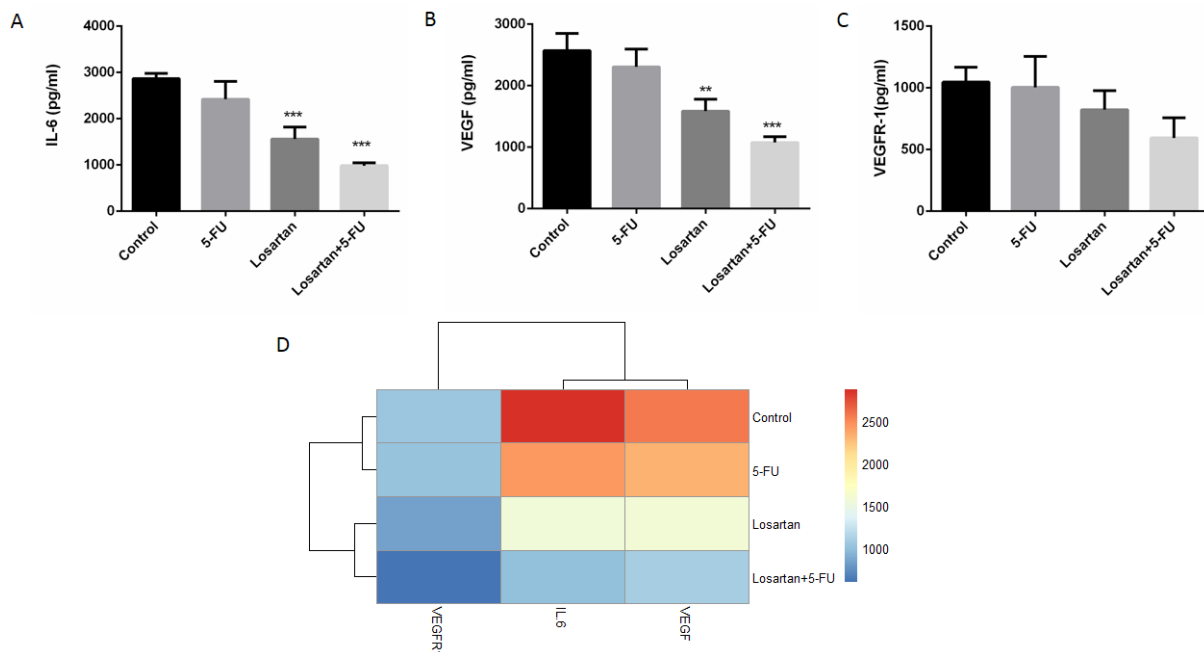 A
IL-6 (pg/ml)
4000
3000
2000
1000
0
***
***
Control
5-FU
Losartan
Losartan+5-FU
B
VEGF (pg/ml)
3000
2000
1000
0
**
***
Control
5-FU
Losartan
Losartan+5-FU
C
VEGFR-1(pg/ml)
1500
1000
500
0
Control
5-FU
Losartan
Losartan+5-FU
D
Control
5-FU
Losartan
Losartan+5-FU
VEGFR
IL6
VEGF
2500
2000
1500
1000